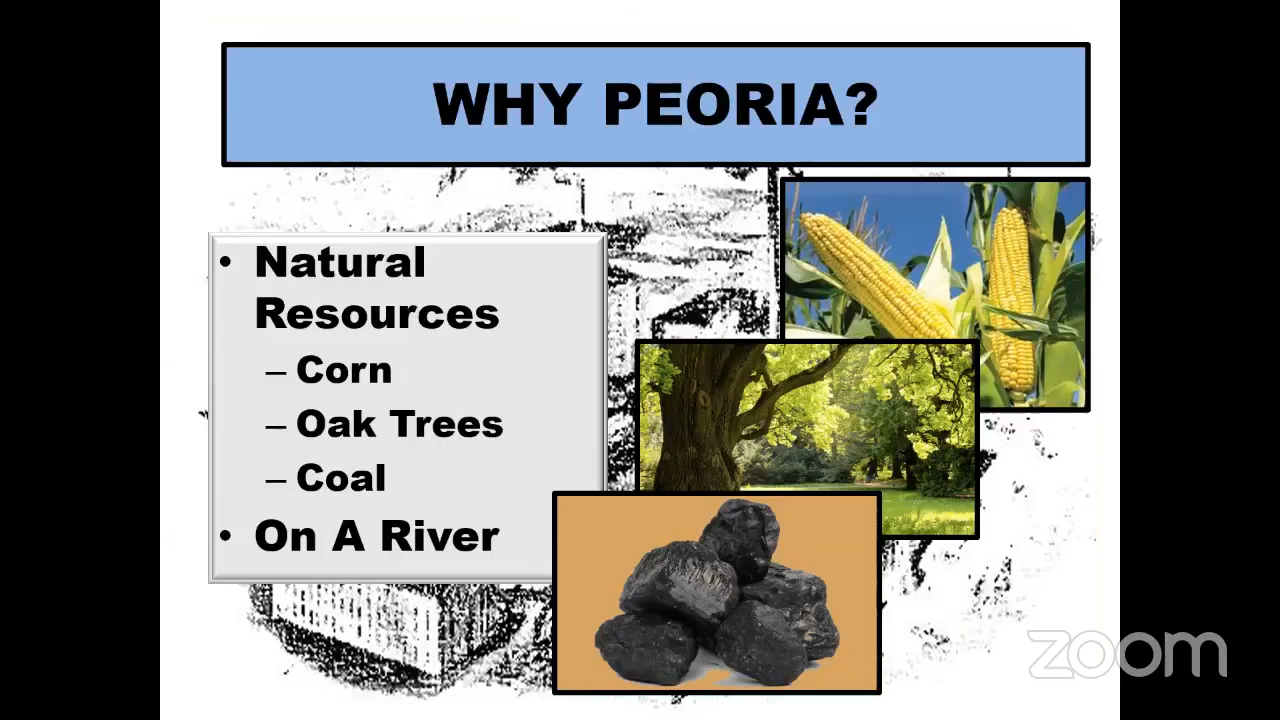 WHY PEORIA?
• Natural
Resources
– Corn
– Oak Trees
– Coal
• On A River
zoom